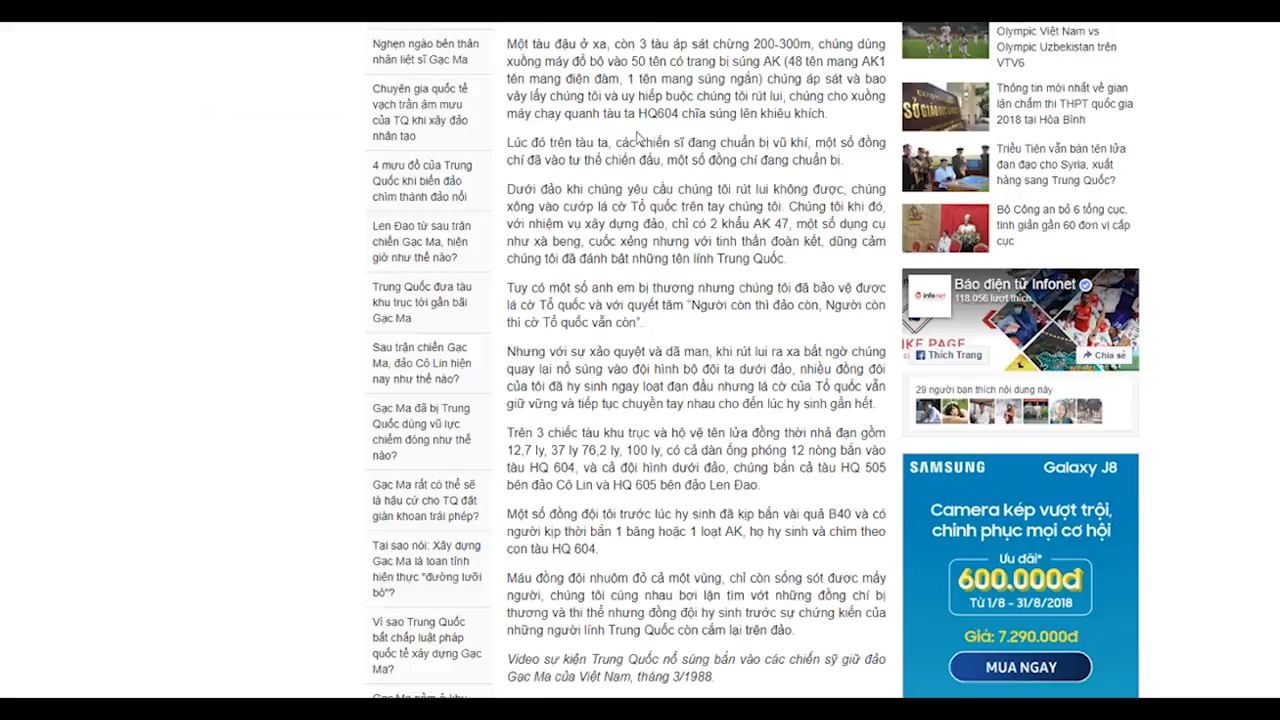 Nghẹn ngào bên thân
nhân liệt sĩ Gạc Ma
Chuyên gia quốc tế
vạch trần âm mưu
của TQ khi xây đảo
nhân tạo
4 mưu đồ của Trung
Quốc khi biến đảo
chìm thành đảo nổi
Len Đao từ sau trận
chiến Gạc Ma, hiện
giờ như thế nào?
Trung Quốc đưa tàu
khu trục tới gần bãi
Gạc Ma
Sau trận chiến Gạc
Ma, đảo Cô Lin hiện
nay như thế nào?
Gạc Ma đã bị Trung
Quốc dùng vũ lực
chiếm đóng như thế
nào?
Gạc Ma rất có thể sẽ
là hậu cứ cho TQ đặt
giàn khoan trái phép?
Tại sao nói: Xây dựng
Gạc Ma là toan tính
hiện thực "đường lưỡi
bò"?
Vì sao Trung Quốc
bất chấp luật pháp
quốc tế xây dựng Gạc
Ma?
Gạc Ma nằm ở khu
Một tàu đậu ở xa, còn 3 tàu áp sát chừng 200-300m, chúng dùng
xuồng máy đổ bộ vào 50 tên có trang bị súng AK (48 tên mang AK1
tên mang điện đàm, 1 tên mang súng ngắn) chúng áp sát và bao
vây lấy chúng tôi và uy hiếp buộc chúng tôi rút lui, chúng cho xuồng
máy chạy quanh tàu ta HQ604 chĩa súng lên khiêu khích.
Lúc đó trên tàu ta, các chiến sĩ đang chuẩn bị vũ khí, một số đồng
chí đã vào tư thế chiến đấu, một số đồng chí đang chuẩn bị.
Dưới đảo khi chúng yêu cầu chúng tôi rút lui không được, chúng
xông vào cướp lá cờ Tổ quốc trên tay chúng tôi. Chúng tôi khi đó,
với nhiệm vụ xây dựng đảo, chỉ có 2 khẩu AK 47, một số dụng cụ
như xà beng, cuốc xẻng nhưng với tinh thần đoàn kết, dũng cảm
chúng tôi đã đánh bật những tên lính Trung Quốc.
Tuy có một số anh em bị thương nhưng chúng tôi đã bảo vệ được
lá cờ Tổ quốc và với quyết tâm “Người còn thì đảo còn, Người còn
thì cờ Tổ quốc vẫn còn”.
Nhưng với sự xảo quyệt và dã man, khi rút lui ra xa bất ngờ chúng
quay lại nổ súng vào đội hình bộ đội ta dưới đảo, nhiều đồng đội
của tôi đã hy sinh ngay loạt đạn đầu nhưng lá cờ của Tổ quốc vẫn
giữ vững và tiếp tục chuyền tay nhau cho đến lúc hy sinh gần hết.
Trên 3 chiếc tàu khu trục và hộ vệ tên lửa đồng thời nhả đạn gồm
12,7 ly, 37 ly 76,2 ly, 100 ly, có cả dàn ống phóng 12 nòng bắn vào
tàu HQ 604, và cả đội hình dưới đảo, chúng bắn cả tàu HQ 505
bên đảo Cô Lin và HQ 605 bên đảo Len Đao.
Một số đồng đội tôi trước lúc hy sinh đã kịp bắn vài quả B40 và có
người kịp thời bắn 1 băng hoặc 1 loạt AK, họ hy sinh và chìm theo
con tàu HQ 604.
Máu đồng đội nhuộm đỏ cả một vùng, chỉ còn sống sót được mấy
người, chúng tôi cùng nhau bơi lặn tìm vớt những đồng chí bị
thương và thi thể những đồng đội hy sinh trước sự chứng kiến của
những người lính Trung Quốc còn cắm lại trên đảo.
Video sự kiện Trung Quốc nổ súng bắn vào các chiến sỹ giữ đảo
Gạc Ma của Việt Nam, tháng 3/1988.
Olympic Việt Nam vs
Olympic Uzbekistan trên
VTV6
Thông tin mới nhất về gian
lận chấm thi THPT quốc gia
2018 tại Hòa Bình
Triều Tiên vẫn bán tên lửa
đạn đạo cho Syria, xuất
hàng sang Trung Quốc?
Bộ Công an bỏ 6 tổng cục,
tinh giản gần 60 đơn vị cấp
cục
Báo điện tử Infonet
118.056 lượt thích
infonet
IKE PAGE
Thích Trang
Chia sẻ
29 người bạn thích nội dung này
SAMSUNG Galaxy J8
Camera kép vượt trội,
chinh phục mọi cơ hội
Ưu đãi*
600.000đ
Từ 1/8 - 31/8/2018
Giá: 7.290.000đ
MUA NGAY